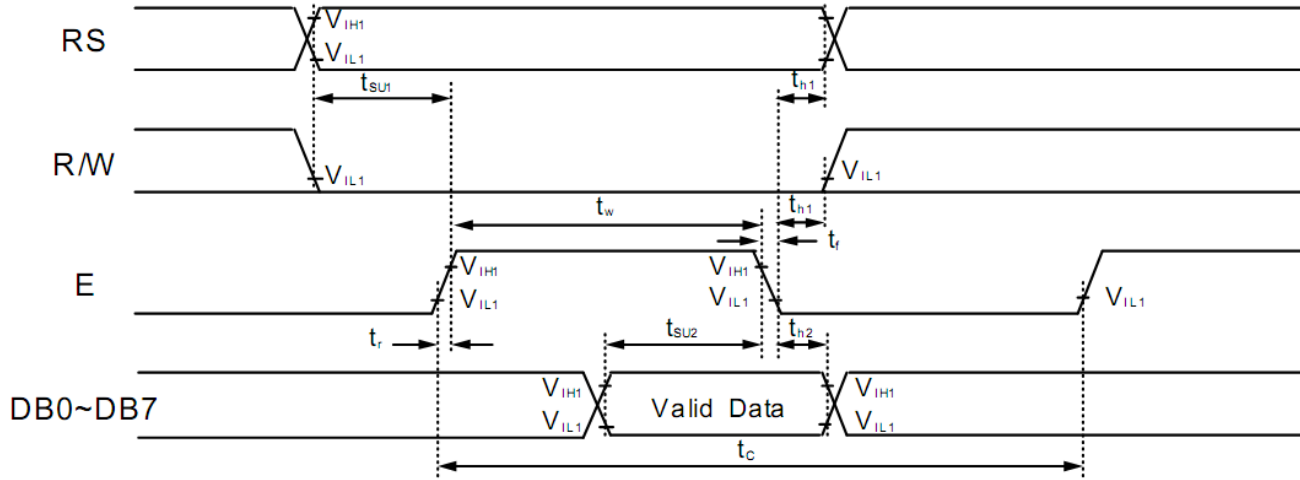 RS
VIH1
VIL1
tSU1
th1
R/W
VIL1
VIL1
tw
th1
tf
E
VIH1
VIL1
VIH1
VIL1
VIL1
tr
tSU2
th2
DB0~DB7
VIH1
VIL1
Valid Data
VIH1
VIL1
tC